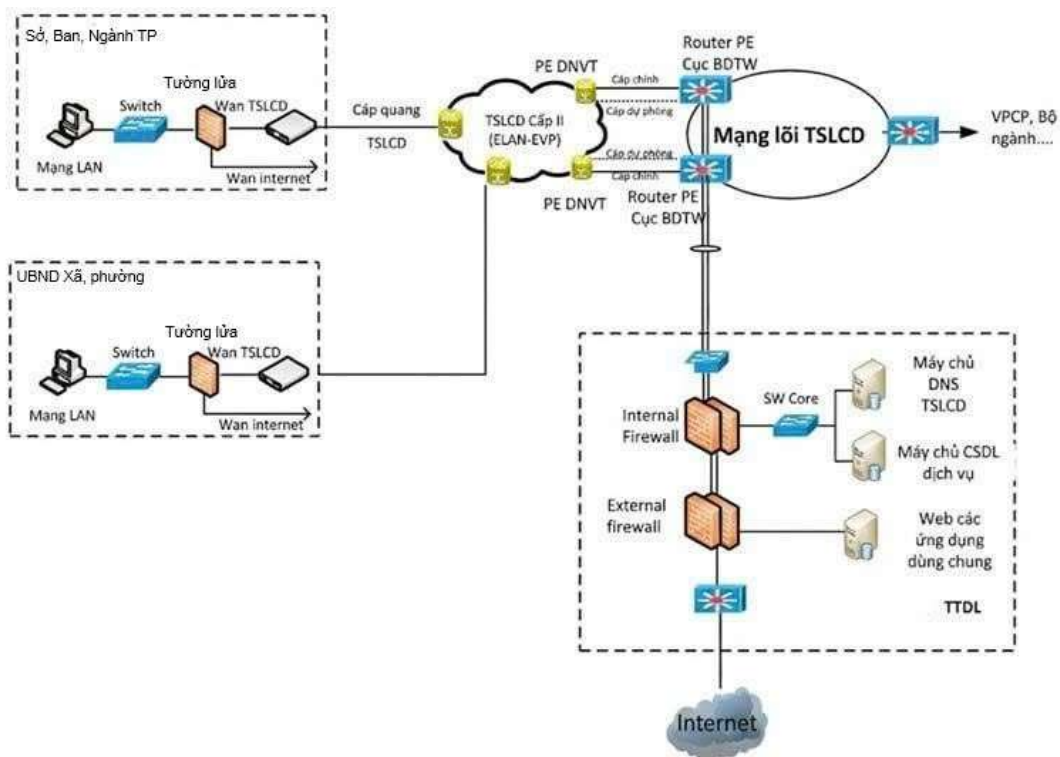 Sở, Ban, Ngành TP
Tường lửa
Switch
Wan TSLCD
Mạng LAN
Wan internet
Cáp quang
TSLCD
PE DNVT
TSLCD Cấp II
(ELAN-EVP)
PE DNVT
Cáp chính
Cáp dự phòng
Cáp dự phòng
Cáp chính
Router PE
Cục BDTW
Mạng lõi TSLCD
Router PE
Cục BDTW
VPCP, Bộ
ngành....
UBND Xã, phường
Tường lửa
Switch
Wan TSLCD
Mạng LAN
Wan internet
Internal
Firewall
SW Core
Máy chủ
DNS
TSLCD
Máy chủ CSDL
dịch vụ
External
firewall
Web các
ứng dụng
dùng chung
TTDL
Internet